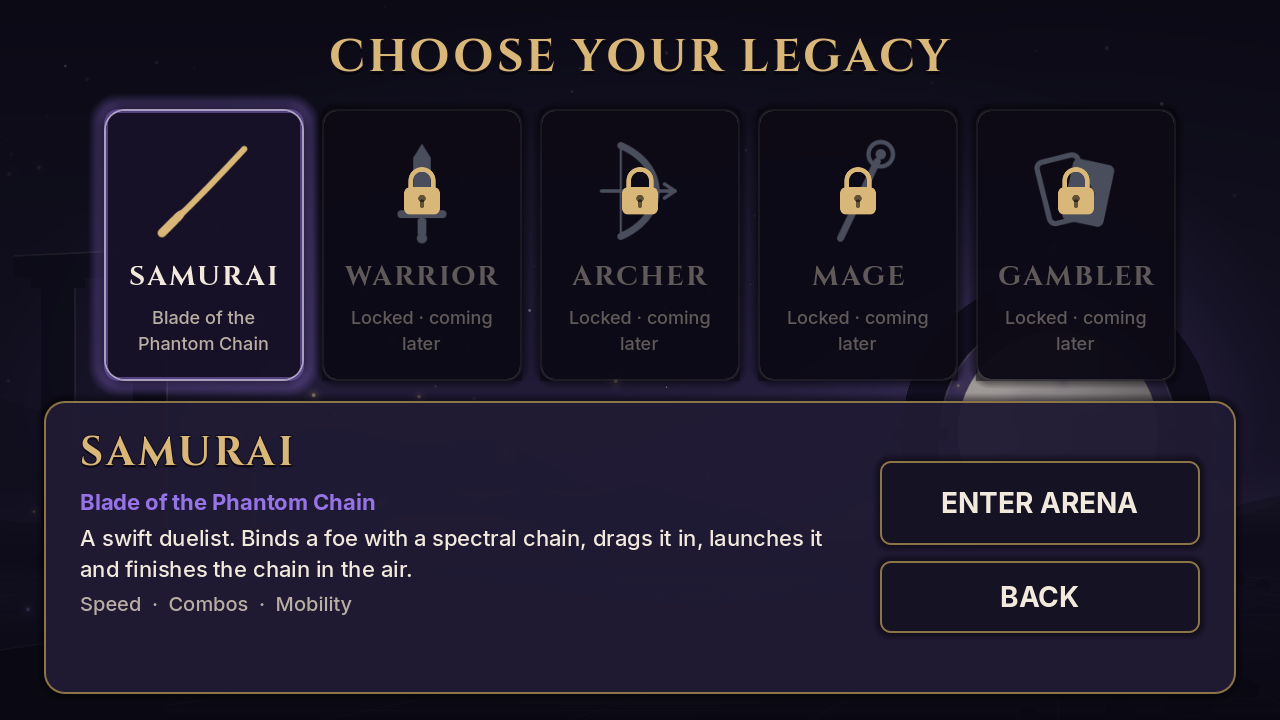 CHOOSE YOUR LEGACY
SAMURAI
Blade of the
Phantom Chain
WARRIOR
Locked · coming
later
ARCHER
Locked · coming
later
MAGE
Locked · coming
later
GAMBLER
Locked · coming
later
SAMURAI
Blade of the Phantom Chain
A swift duelist. Binds a foe with a spectral chain, drags it in, launches it
and finishes the chain in the air.
Speed · Combos · Mobility
ENTER ARENA
BACK